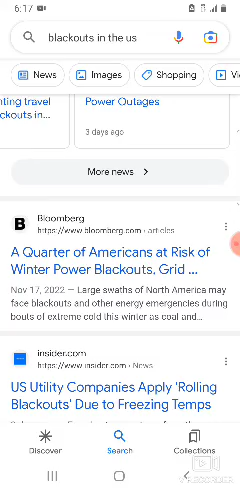 6:17
blackouts in the us
News
Images
Shopping
nting travel
Power Outages
ckouts in...
3 days ago
More news
Bloomberg
https://www.bloomberg.com › articles
A Quarter of Americans at Risk of
Winter Power Blackouts, Grid ...
Nov 17, 2022 — Large swaths of North America may
face blackouts and other energy emergencies during
bouts of extreme cold this winter as coal and...
insider.com
https://www.insider.com › News
US Utility Companies Apply 'Rolling
Blackouts' Due to Freezing Temps
Discover
Search
Collections